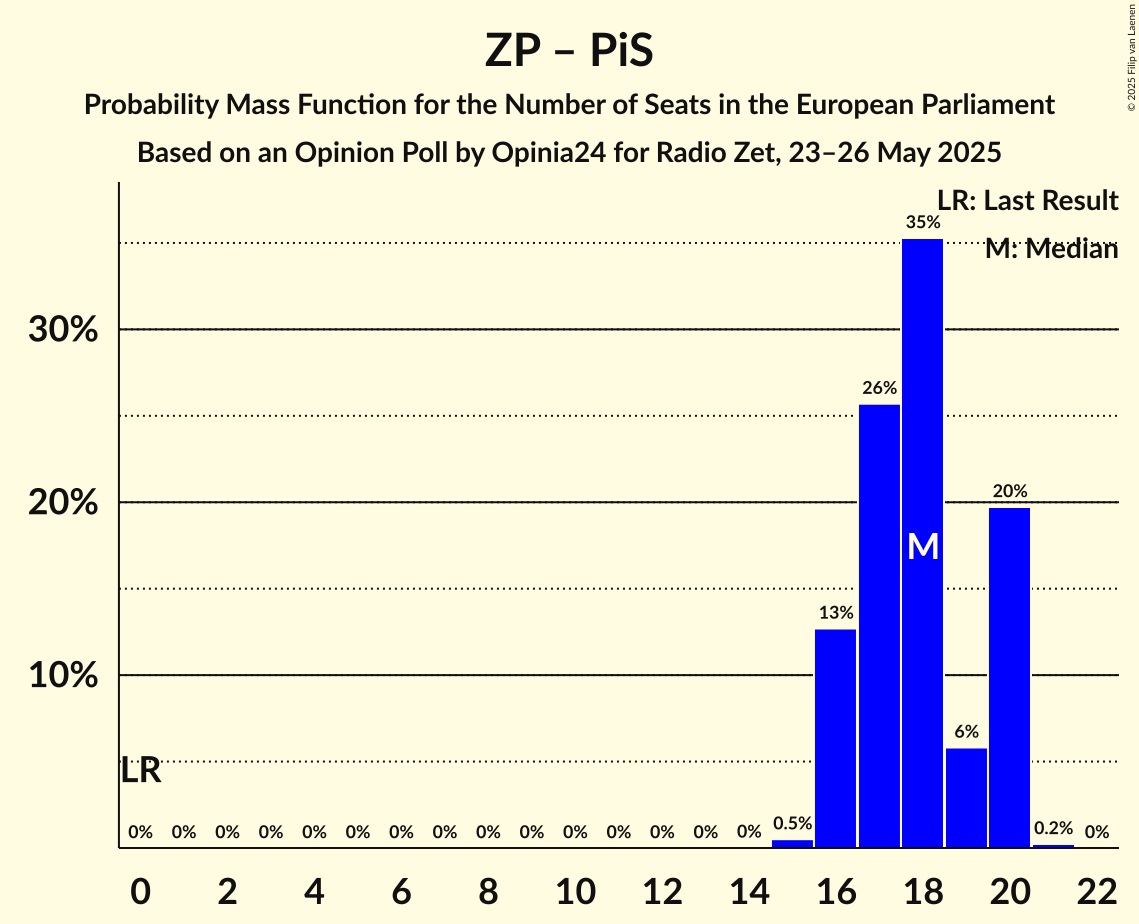 ZP – PiS
Probability Mass Function for the Number of Seats in the European Parliament
Based on an Opinion Poll by Opinia24 for Radio Zet, 23–26 May 2025
© 2025 Filip van Laenen
LR: Last Result
M: Median
30%
20%
10%
35%
26%
20%
13%
6%
M
LR
0% 0% 0% 0% 0% 0% 0% 0% 0% 0% 0% 0% 0% 0% 0% 0.5% 0.2% 0%
0 2 4 6 8 10 12 14 16 18 20 22